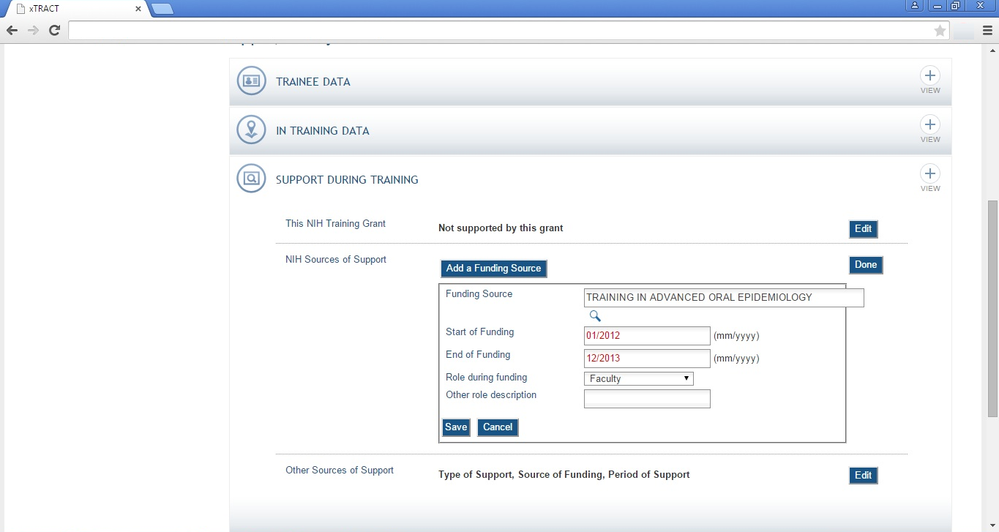 xTRACT
TRAINEE DATA
VIEW
IN TRAINING DATA
VIEW
SUPPORT DURING TRAINING
VIEW
This NIH Training Grant
Not supported by this grant
Edit
NIH Sources of Support
Add a Funding Source
Done
Funding Source
TRAINING IN ADVANCED ORAL EPIDEMIOLOGY
Start of Funding
01/2012
(mm/yyyy)
End of Funding
12/2013
(mm/yyyy)
Role during funding
Faculty
Other role description
Save
Cancel
Other Sources of Support
Type of Support, Source of Funding, Period of Support
Edit